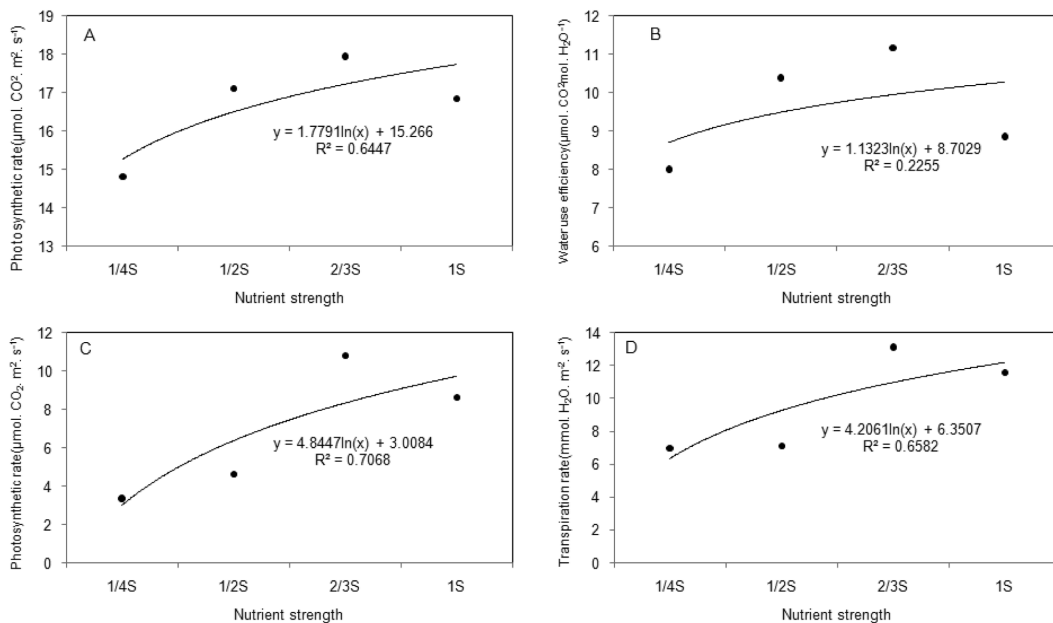 A
Photosynthetic rate(μmol. CO². m². s⁻¹)
19
18
17
16
15
14
13
y = 1.7791ln(x) + 15.266
R² = 0.6447
1/4S 1/2S 2/3S 1S
Nutrient strength
B
Water use efficiency(μmol. CO²mol. H₂O⁻¹)
12
11
10
9
8
7
6
y = 1.1323ln(x) + 8.7029
R² = 0.2255
1/4S 1/2S 2/3S 1S
Nutrient strength
C
Photosynthetic rate(μmol. CO₂. m². s⁻¹)
12
10
8
6
4
2
0
y = 4.8447ln(x) + 3.0084
R² = 0.7068
1/4S 1/2S 2/3S 1S
Nutrient strength
D
Transpiration rate(mmol. H₂O. m⁻². s⁻¹)
14
12
10
8
6
4
2
0
y = 4.2061ln(x) + 6.3507
R² = 0.6582
1/4S 1/2S 2/3S 1S
Nutrient strength